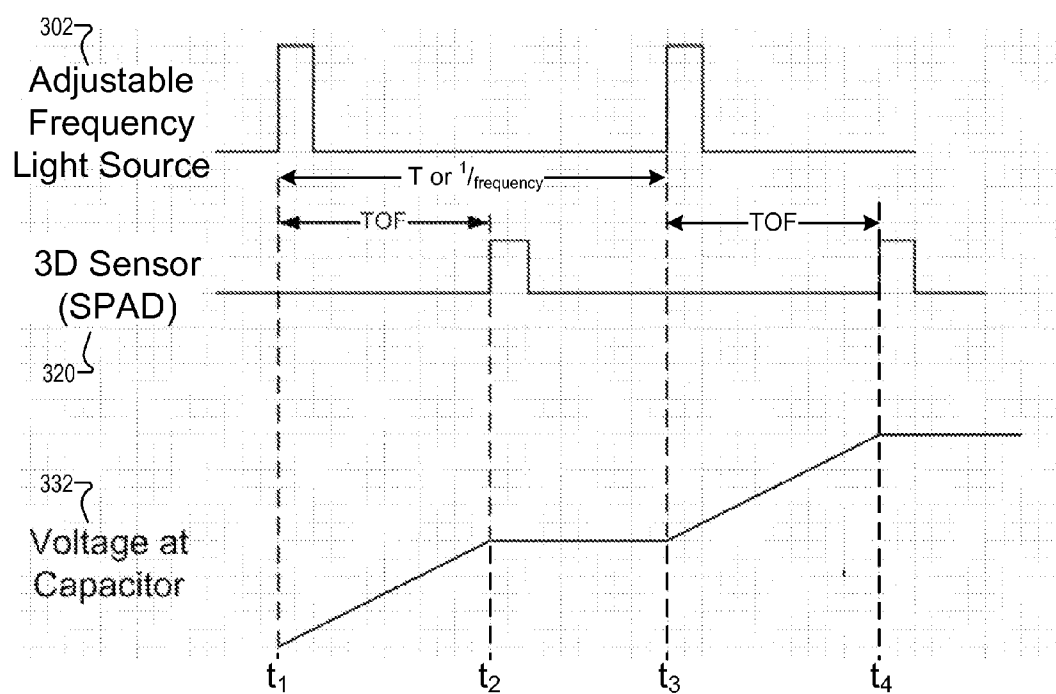 302
Adjustable
Frequency
Light Source
T or 1/frequency
TOF
TOF
3D Sensor
(SPAD)
320
332
Voltage at
Capacitor
t1 t2 t3 t4